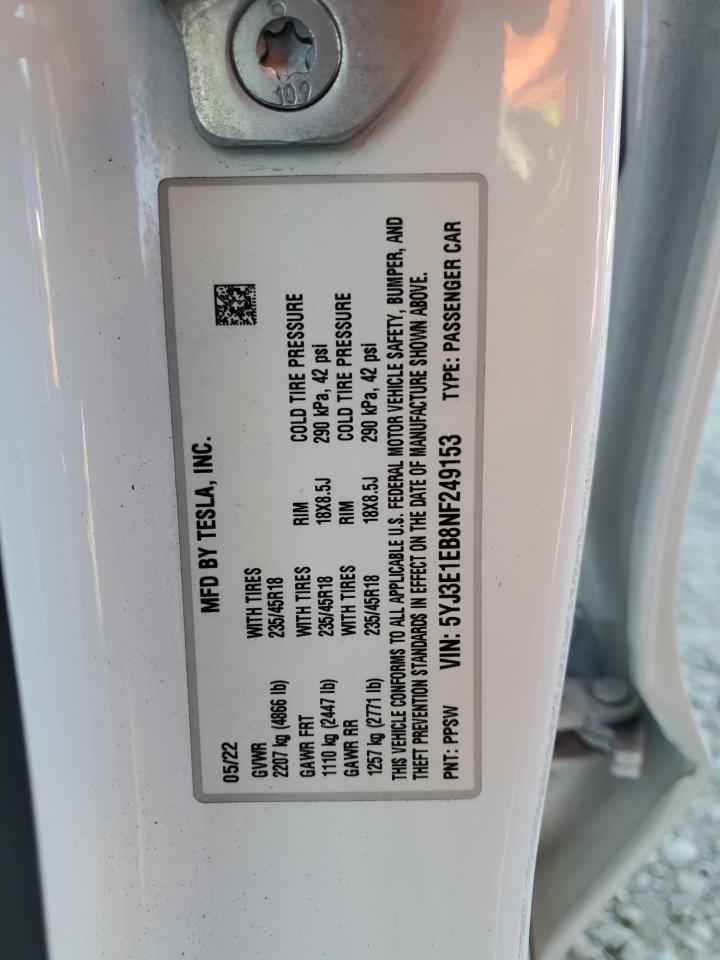 10.9
MFD BY TESLA, INC.
05/22
GVWR WITH TIRES
2207 kg (4866 lb) 235/45R18
GAWR FRT WITH TIRES RIM COLD TIRE PRESSURE
1110 kg (2447 lb) 235/45R18 18X8.5J 290 kPa, 42 psi
GAWR RR WITH TIRES RIM COLD TIRE PRESSURE
1257 kg (2771 lb) 235/45R18 18X8.5J 290 kPa, 42 psi
THIS VEHICLE CONFORMS TO ALL APPLICABLE U.S. FEDERAL MOTOR VEHICLE SAFETY, BUMPER, AND
THEFT PREVENTION STANDARDS IN EFFECT ON THE DATE OF MANUFACTURE SHOWN ABOVE.
PNT: PPSW VIN: 5YJ3E1EB8NF249153 TYPE: PASSENGER CAR